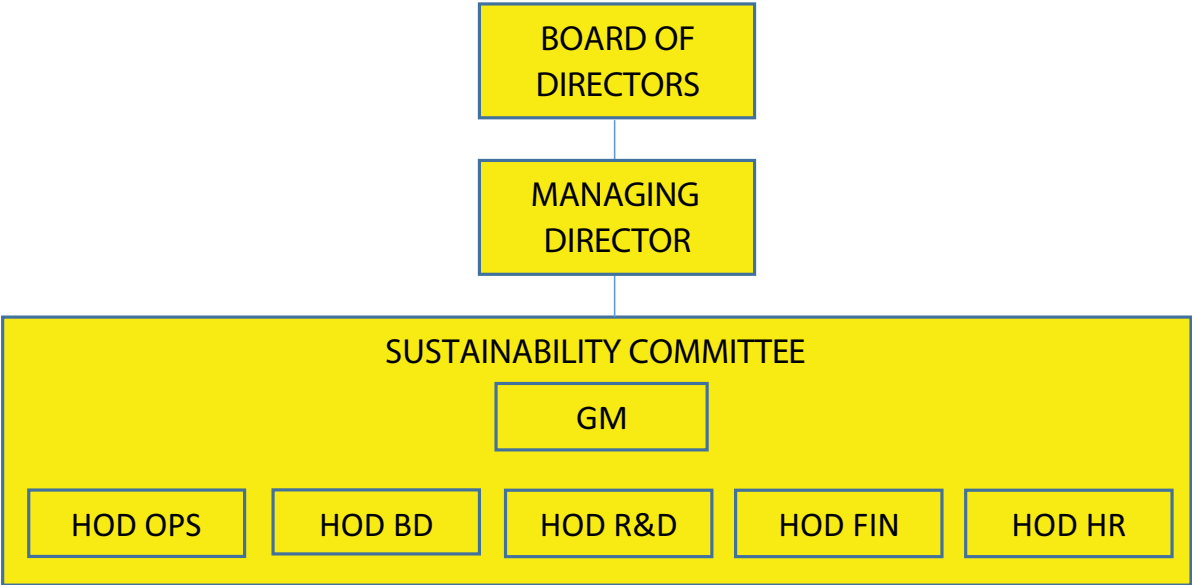 BOARD OF
DIRECTORS
MANAGING
DIRECTOR
SUSTAINABILITY COMMITTEE
GM
HOD OPS
HOD BD
HOD R&D
HOD FIN
HOD HR